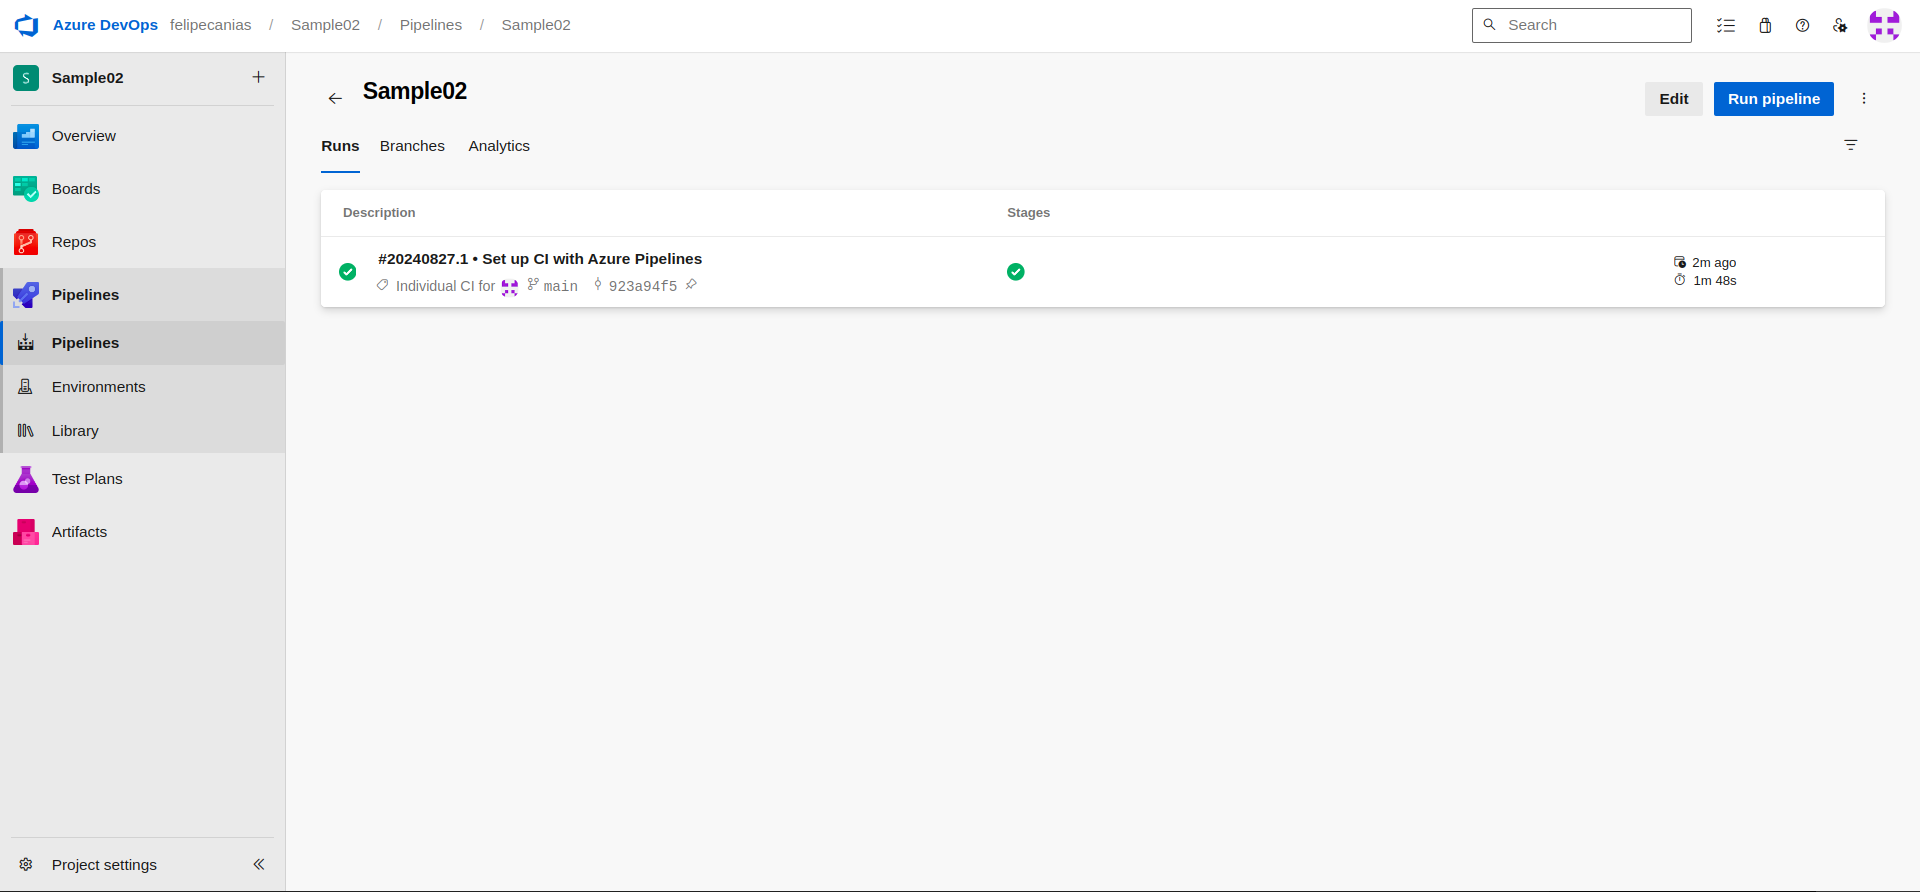 Azure DevOps felipecanias / Sample02 / Pipelines / Sample02
Search
S Sample02
Overview
Boards
Repos
Pipelines
Pipelines
Environments
Library
Test Plans
Artifacts
Project settings
Sample02
Edit
Run pipeline
Runs Branches Analytics
Description Stages
#20240827.1 • Set up CI with Azure Pipelines
Individual CI for main 923a94f5
2m ago
1m 48s